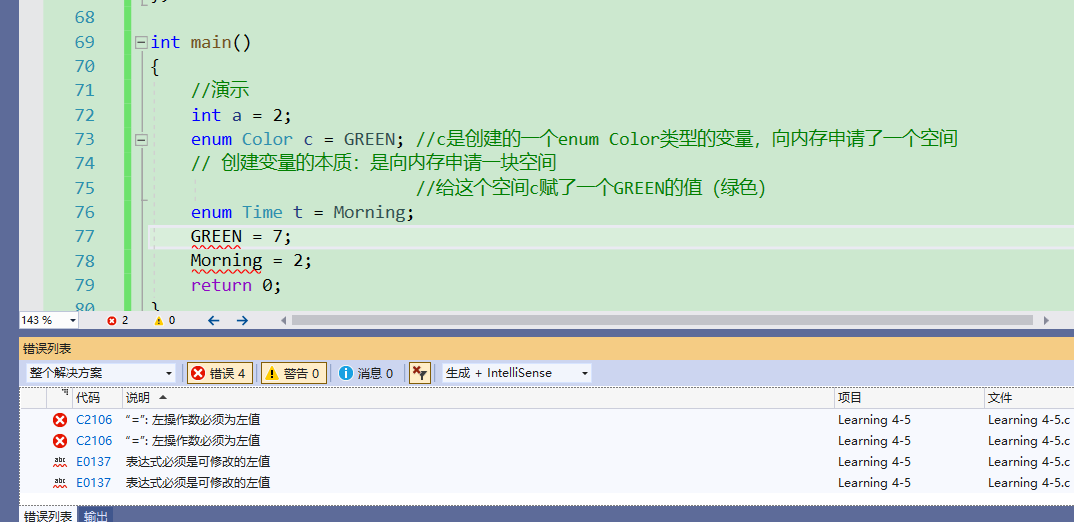 68
69 int main()
70 {
71 //演示
72 int a = 2;
73 enum Color c = GREEN; //c是创建的一个enum Color类型的变量，向内存申请了一个空间
74 // 创建变量的本质：是向内存申请一块空间
75 //给这个空间c赋了一个GREEN的值（绿色）
76 enum Time t = Morning;
77 GREEN = 7;
78 Morning = 2;
79 return 0;
80 }
143 % 2 0
错误列表
整个解决方案 错误 4 警告 0 消息 0 生成 + IntelliSense
代码 说明 项目 文件
C2106 “=”: 左操作数必须为左值 Learning 4-5 Learning 4-5.c
C2106 “=”: 左操作数必须为左值 Learning 4-5 Learning 4-5.c
abc E0137 表达式必须是可修改的左值 Learning 4-5 Learning 4-5.c
abc E0137 表达式必须是可修改的左值 Learning 4-5 Learning 4-5.c
错误列表 输出